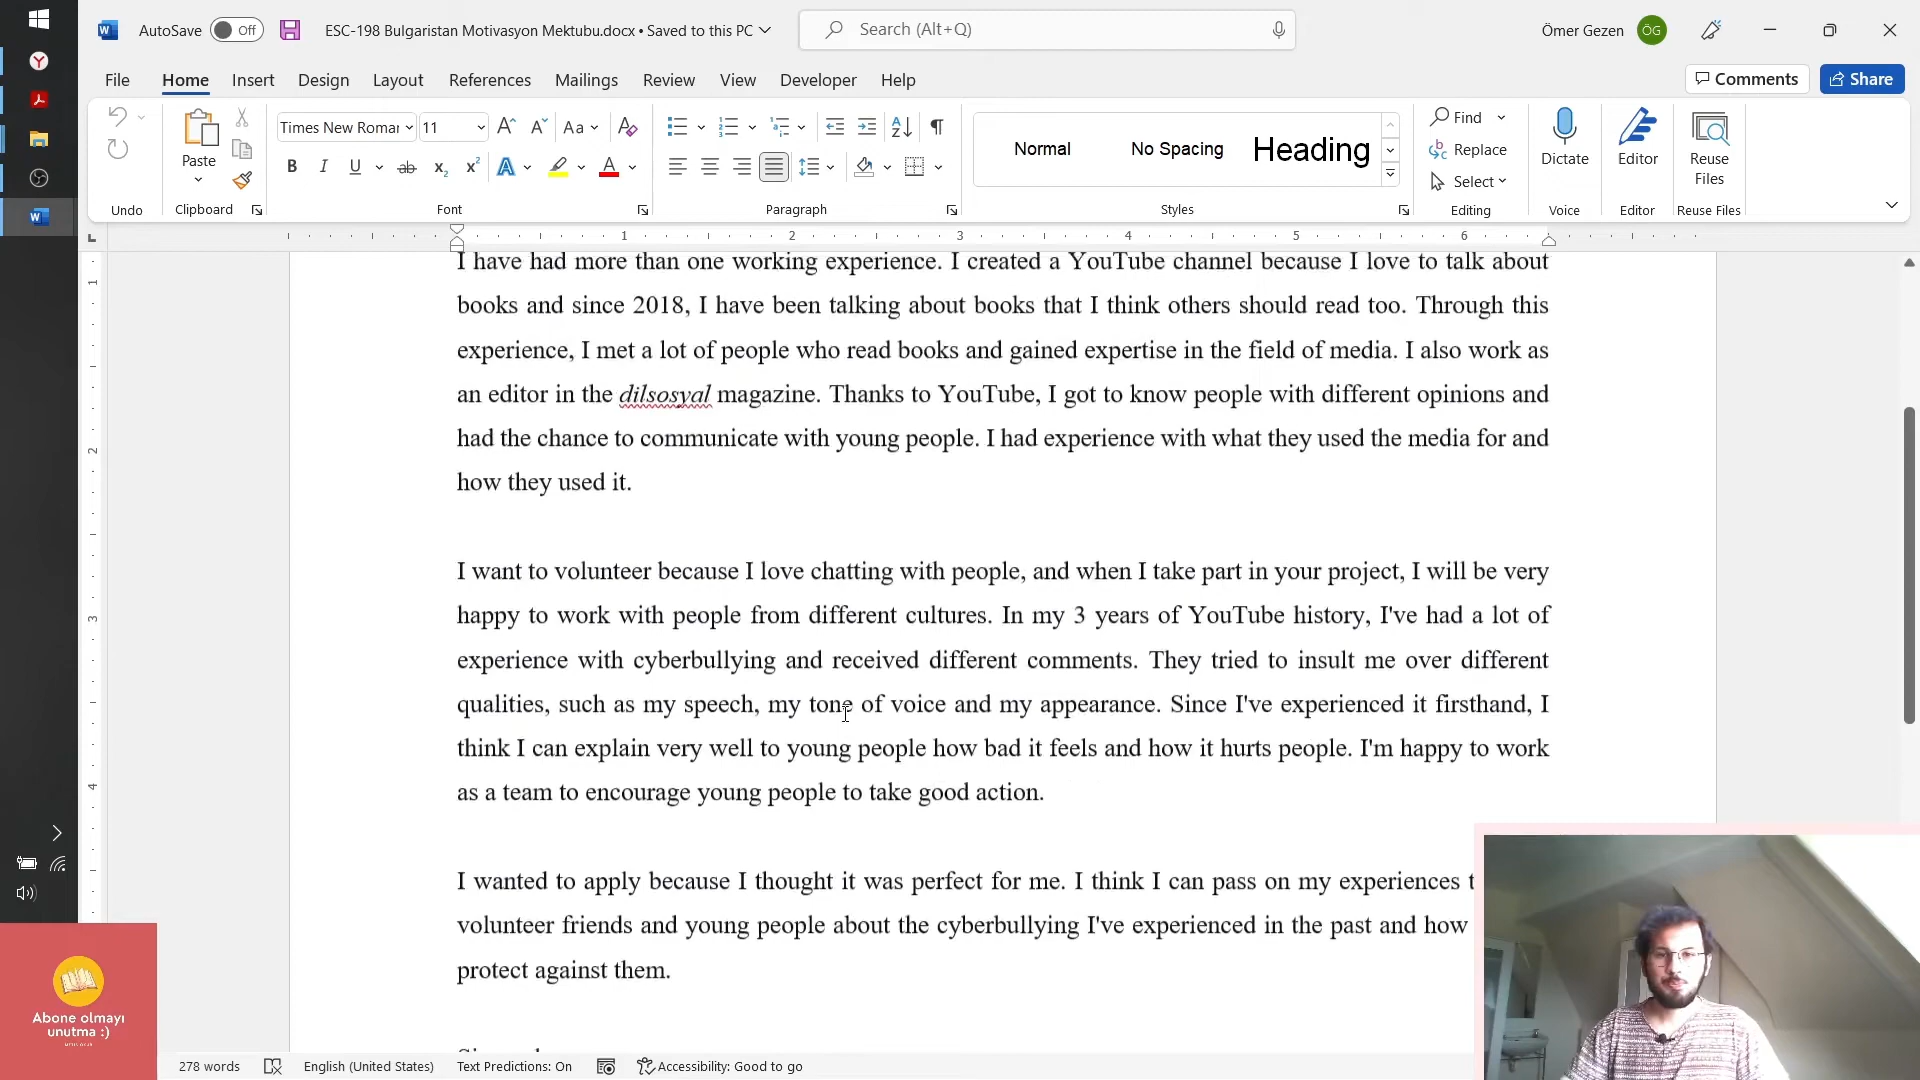 AutoSave Off ESC-198 Bulgaristan Motivasyon Mektubu.docx • Saved to this PC Search (Alt+Q) Ömer Gezen ÖG
File Home Insert Design Layout References Mailings Review View Developer Help Comments Share
Times New Roman 11 Aa
Paste
Normal No Spacing Heading
Find
Replace
Select
Dictate
Editor
Reuse
Files
Undo Clipboard Font Paragraph Styles Editing Voice Editor Reuse Files
1 2 3 4 5 6
1
2
3
4
I have had more than one working experience. I created a YouTube channel because I love to talk about
books and since 2018, I have been talking about books that I think others should read too. Through this
experience, I met a lot of people who read books and gained expertise in the field of media. I also work as
an editor in the dilsosyal magazine. Thanks to YouTube, I got to know people with different opinions and
had the chance to communicate with young people. I had experience with what they used the media for and
how they used it.
I want to volunteer because I love chatting with people, and when I take part in your project, I will be very
happy to work with people from different cultures. In my 3 years of YouTube history, I've had a lot of
experience with cyberbullying and received different comments. They tried to insult me over different
qualities, such as my speech, my tone of voice and my appearance. Since I've experienced it firsthand, I
think I can explain very well to young people how bad it feels and how it hurts people. I'm happy to work
as a team to encourage young people to take good action.
I wanted to apply because I thought it was perfect for me. I think I can pass on my experiences
volunteer friends and young people about the cyberbullying I've experienced in the past and how
protect against them.
Abone olmayı
unutma :)
278 words English (United States) Text Predictions: On Accessibility: Good to go